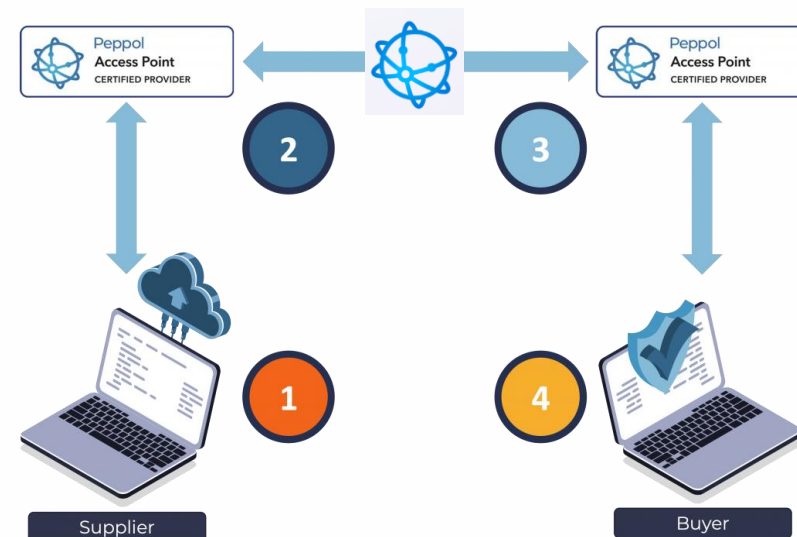 Peppol
Access Point
CERTIFIED PROVIDER
Peppol
Access Point
CERTIFIED PROVIDER
2
3
1
4
Supplier
Buyer